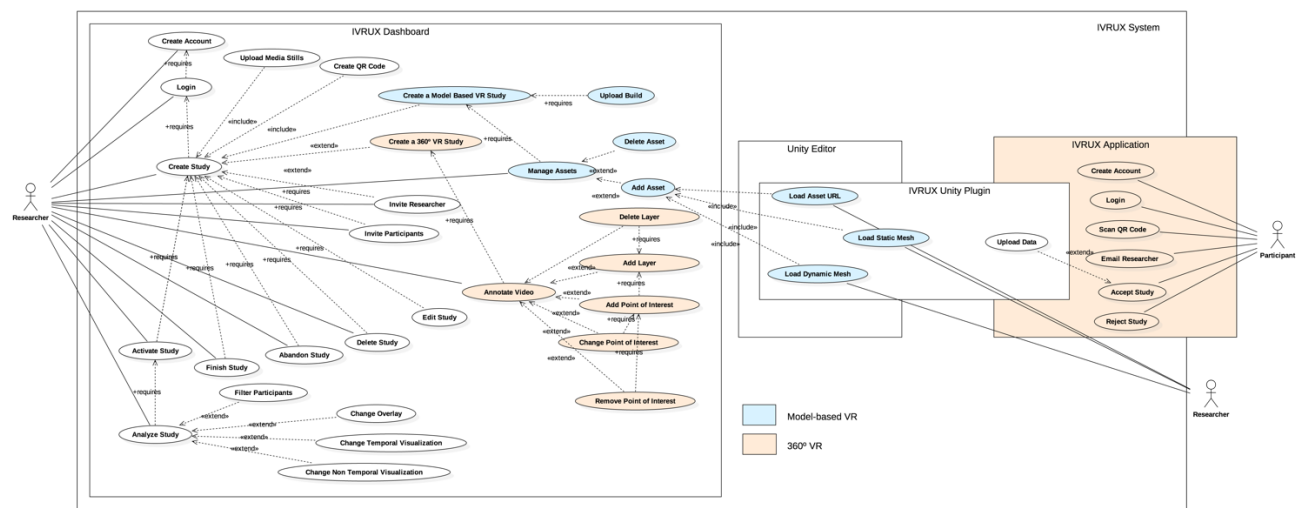 IVRUX System
IVRUX Dashboard
Create Account
+requires
Login
+requires
Upload Media Stills
Create QR Code
«include»
«include»
Create a Model Based VR Study
+requires
Upload Build
«include»
«extend»
Create a 360º VR Study
+requires
Delete Asset
Create Study
Manage Assets
«extend»
Add Asset
«extend»
«extend»
+requires
Invite Researcher
+requires
Invite Participants
Researcher
+requires
+requires
+requires
+requires
+requires
+requires
Delete Layer
+requires
Add Layer
«extend»
Annotate Video
«extend»
+requires
Add Point of Interest
«extend»
+requires
Change Point of Interest
«extend»
+requires
Remove Point of Interest
Edit Study
Delete Study
Abandon Study
Finish Study
Activate Study
+requires
Filter Participants
«extend»
Analyze Study
«extend»
Change Overlay
«extend»
Change Temporal Visualization
«extend»
Change Non Temporal Visualization
Unity Editor
IVRUX Unity Plugin
Load Asset URL
«include»
Load Static Mesh
«include»
«include»
Load Dynamic Mesh
Upload Data
«extend»
IVRUX Application
Create Account
Login
Scan QR Code
Email Researcher
Accept Study
Reject Study
Participant
Researcher
Model-based VR
360º VR